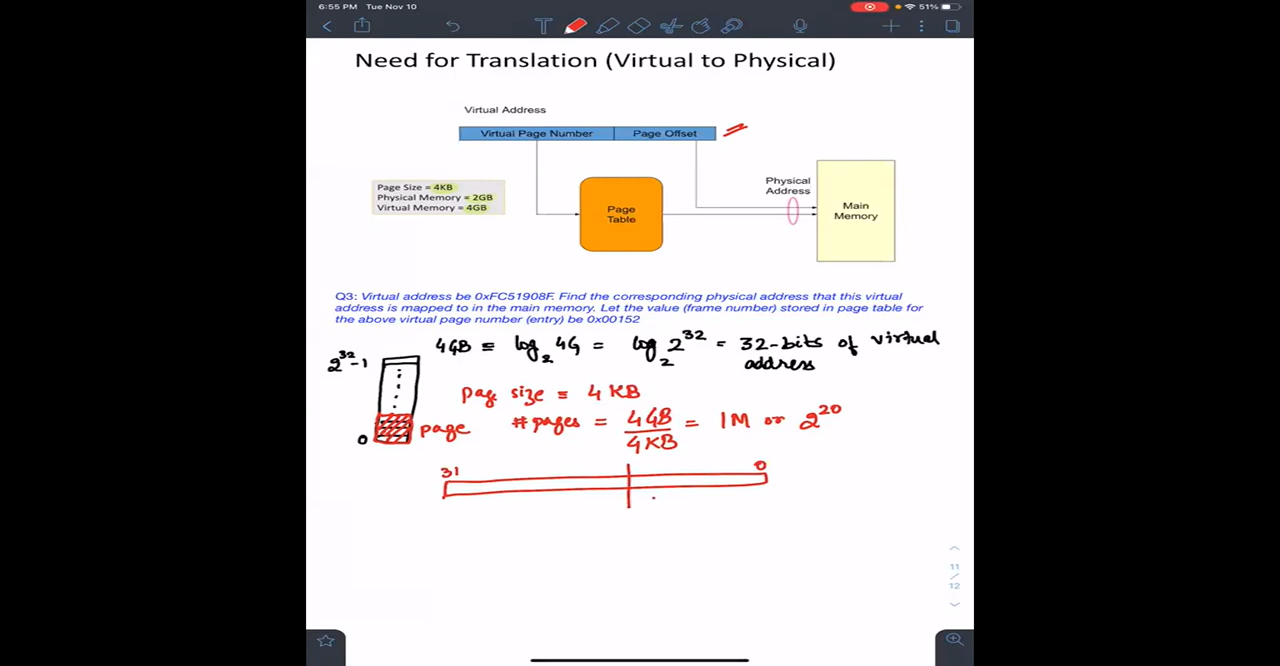 6:55 PM Tue Nov 10
51%
T
Need for Translation (Virtual to Physical)
Virtual Address
Virtual Page Number Page Offset
Page Size = 4KB
Physical Memory = 2GB
Virtual Memory = 4GB
Page
Table
Physical
Address
Main
Memory
Q3: Virtual address be 0xFC51908F. Find the corresponding physical address that this virtual
address is mapped to in the main memory. Let the value (frame number) stored in page table for
the above virtual page number (entry) be 0x00152
4GB = log₂ 4G = log₂ 2³² = 32-bits of virtual
address
2³²-1
0
page
page size = 4 KB
# pages = 4GB / 4KB = 1M or 2²⁰
31 0
11
/
12